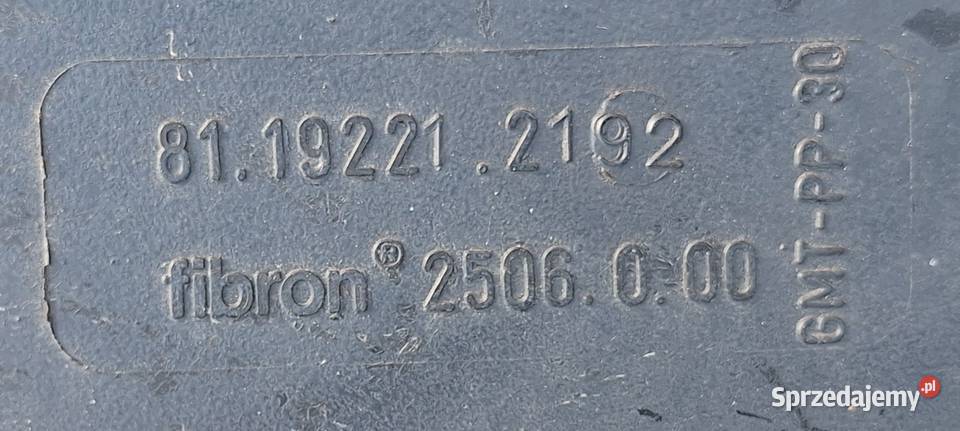 81.19221.2192
fibron® 2506.0.00
GMT-PP-30
Sprzedajemy.pl